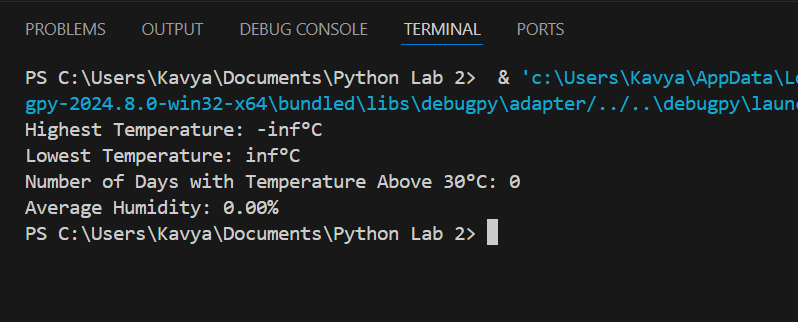 PROBLEMS OUTPUT DEBUG CONSOLE TERMINAL PORTS
PS C:\Users\Kavya\Documents\Python Lab 2>  & 'c:\Users\Kavya\AppData\Lo
gpy-2024.8.0-win32-x64\bundled\libs\debugpy\adapter/../..\debugpy\laun
Highest Temperature: -inf°C
Lowest Temperature: inf°C
Number of Days with Temperature Above 30°C: 0
Average Humidity: 0.00%
PS C:\Users\Kavya\Documents\Python Lab 2>